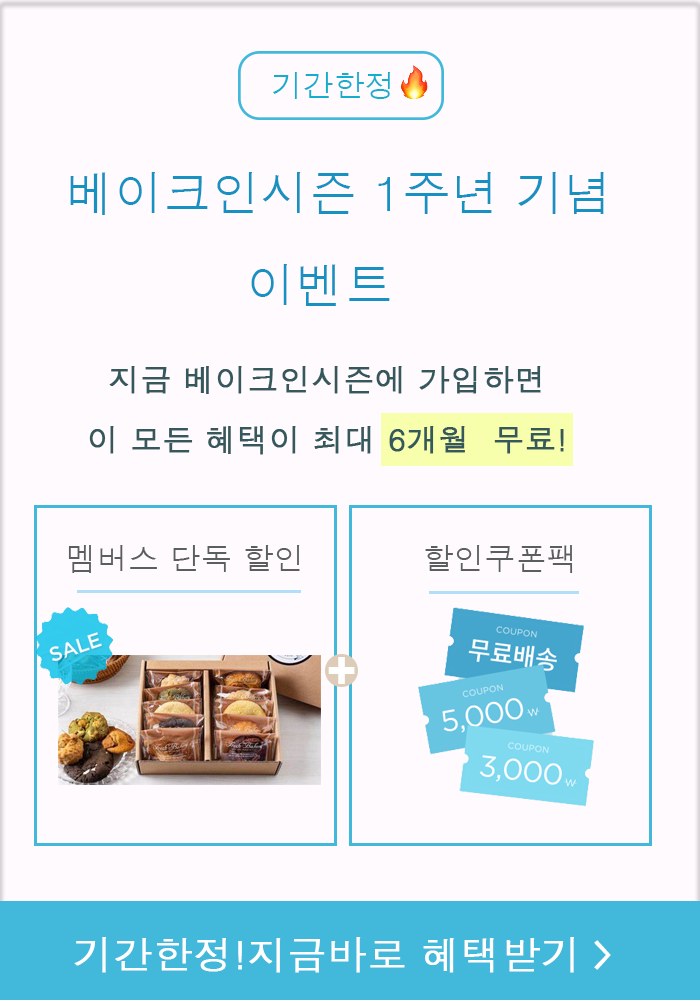 기간한정🔥
베이크인시즌 1주년 기념
이벤트
지금 베이크인시즌에 가입하면
이 모든 혜택이 최대 6개월 무료!
멤버스 단독 할인
할인쿠폰팩
SALE
COUPON
무료배송
COUPON
5,000 ₩
COUPON
3,000 ₩
기간한정!지금바로 혜택받기 >